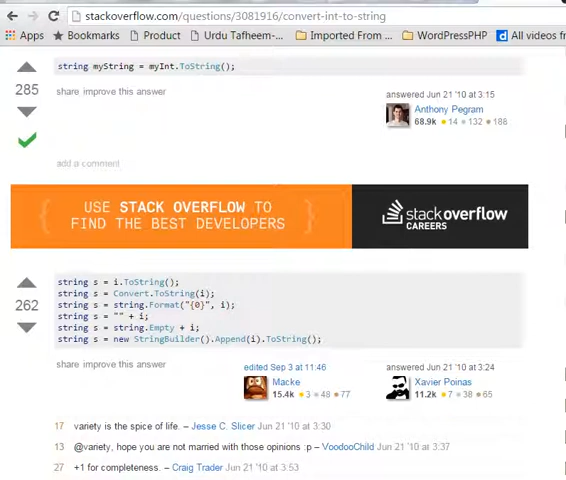 stackoverflow.com/questions/3081916/convert-int-to-string
Apps Bookmarks Product Urdu Tafheem-... Imported From ... WordPressPHP All videos f
string myString = myInt.ToString();
285
share improve this answer
answered Jun 21 '10 at 3:15
Anthony Pegram
68.9k 14 132 186
add a comment
{ USE STACK OVERFLOW TO }
FIND THE BEST DEVELOPERS
stackoverflow
CAREERS
262
string s = i.ToString();
string s = Convert.ToString(i);
string s = string.Format("{0}", i);
string s = "" + i;
string s = string.Empty + i;
string s = new StringBuilder().Append(i).ToString();
share improve this answer
edited Sep 3 at 11:46
Macke
15.4k 3 48 77
answered Jun 21 '10 at 3:24
Xavier Poinas
11.2k 7 38 65
17 variety is the spice of life. – Jesse C. Slicer Jun 21 '10 at 3:30
13 @variety, hope you are not married with those opinions :p – VoodooChild Jun 21 '10 at 3:37
27 +1 for completeness. – Craig Trader Jun 21 '10 at 3:53